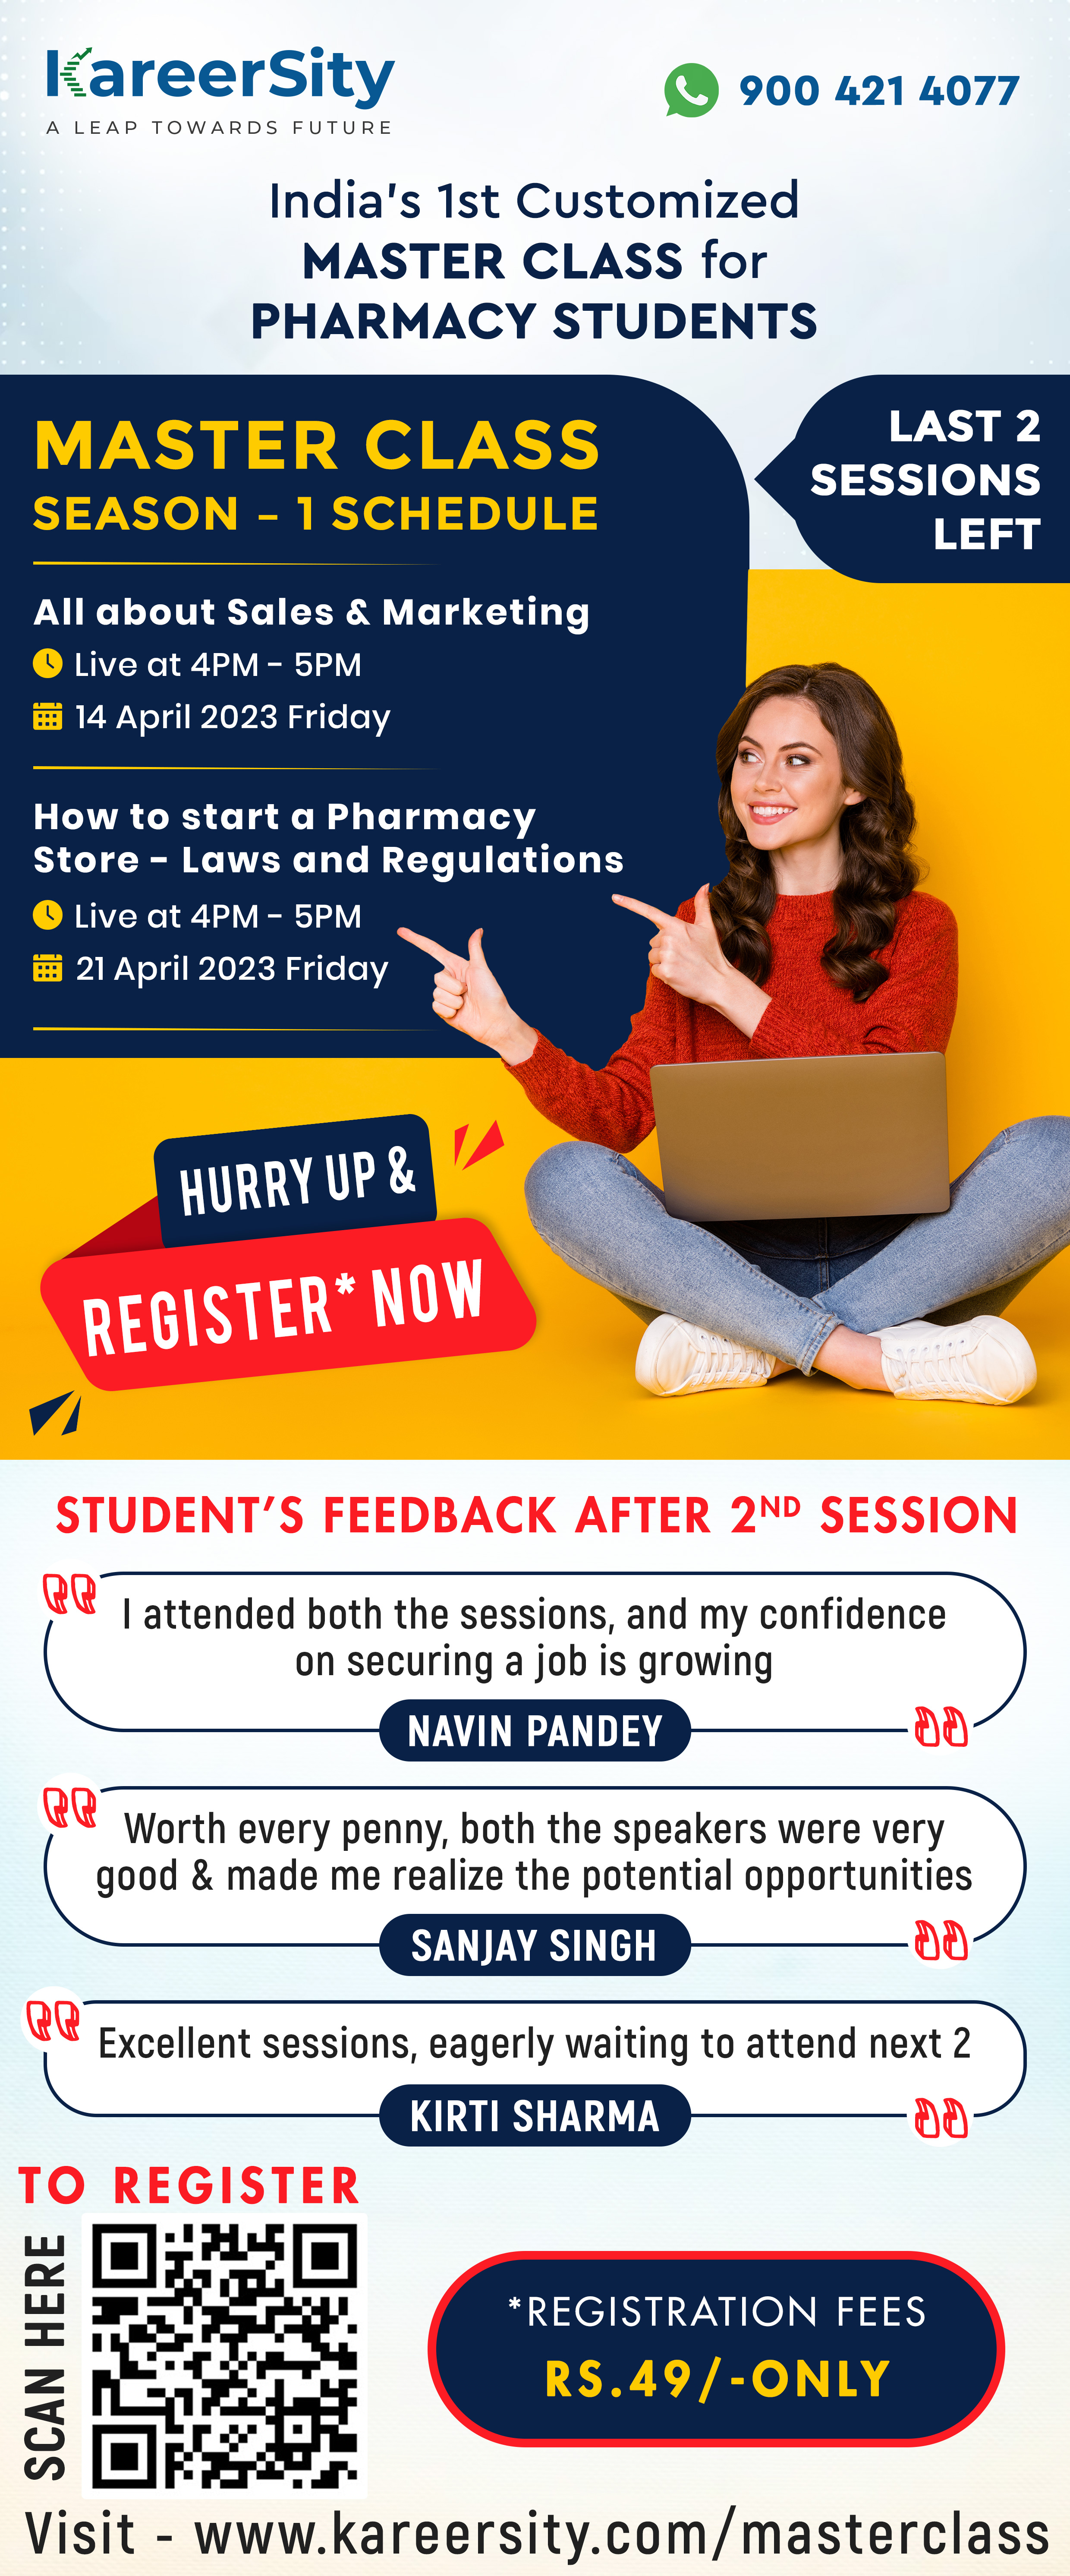 KareerSity
A LEAP TOWARDS FUTURE
900 421 4077
India's 1st Customized
MASTER CLASS for
PHARMACY STUDENTS
MASTER CLASS
SEASON - 1 SCHEDULE
LAST 2
SESSIONS
LEFT
All about Sales & Marketing
Live at 4PM - 5PM
14 April 2023 Friday
How to start a Pharmacy
Store - Laws and Regulations
Live at 4PM - 5PM
21 April 2023 Friday
HURRY UP &
REGISTER* NOW
STUDENT'S FEEDBACK AFTER 2ND SESSION
I attended both the sessions, and my confidence
on securing a job is growing
NAVIN PANDEY
Worth every penny, both the speakers were very
good & made me realize the potential opportunities
SANJAY SINGH
Excellent sessions, eagerly waiting to attend next 2
KIRTI SHARMA
TO REGISTER
SCAN HERE
*REGISTRATION FEES
RS.49/-ONLY
Visit - www.kareersity.com/masterclass